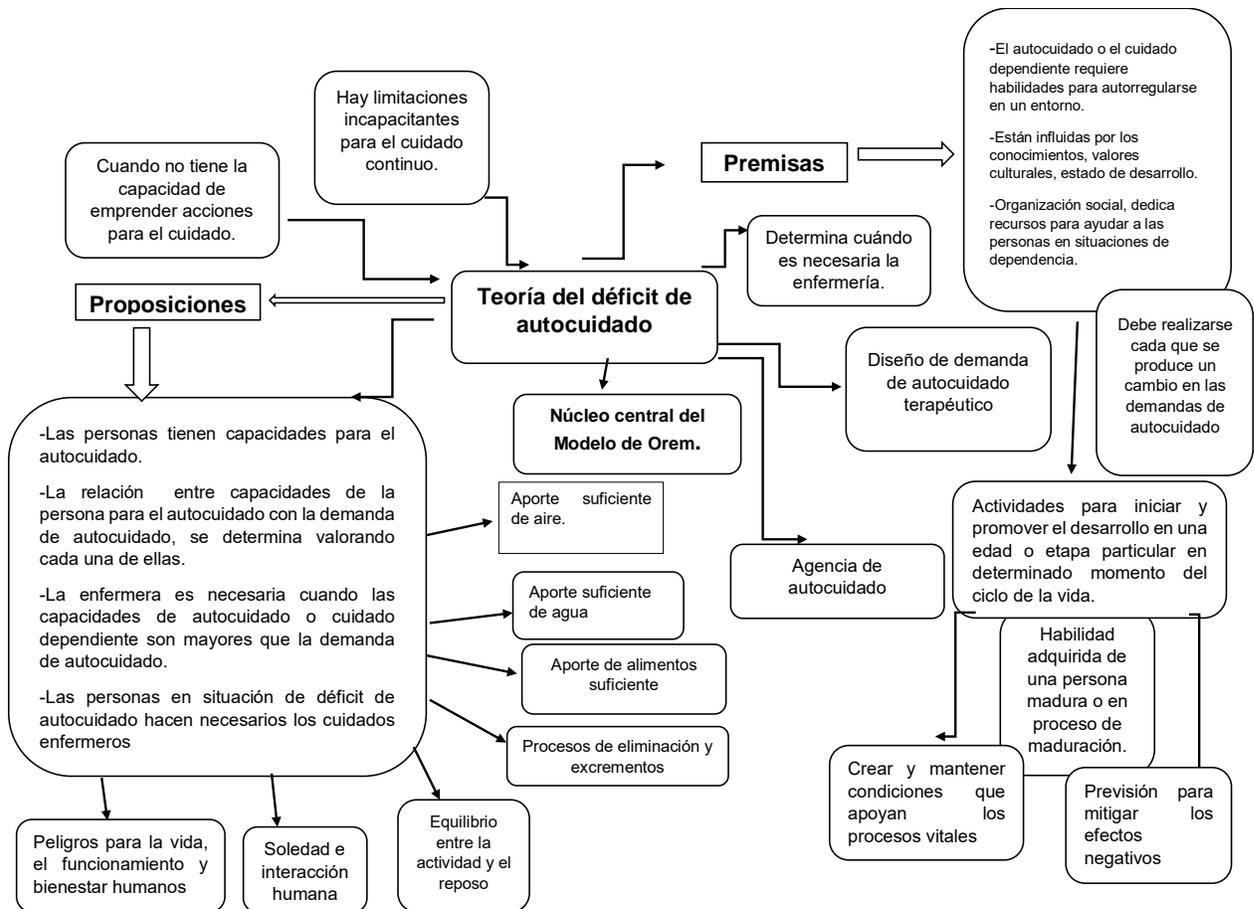 -El autocuidado o el cuidado
dependiente requiere
habilidades para autorregularse
en un entorno.
-Están influidas por los
conocimientos, valores
culturales, estado de desarrollo.
-Organización social, dedica
recursos para ayudar a las
personas en situaciones de
dependencia.
Hay limitaciones
incapacitantes
para el cuidado
continuo.
Premisas
Cuando no tiene la
capacidad de
emprender acciones
para el cuidado.
Determina cuándo
es necesaria la
enfermería.
Proposiciones
Teoría del déficit de
autocuidado
Debe realizarse
cada que se
produce un
cambio en las
demandas de
autocuidado
Diseño de demanda
de autocuidado
terapéutico
Núcleo central del
Modelo de Orem.
-Las personas tienen capacidades para el
autocuidado.
-La relación entre capacidades de la
persona para el autocuidado con la demanda
de autocuidado, se determina valorando
cada una de ellas.
-La enfermera es necesaria cuando las
capacidades de autocuidado o cuidado
dependiente son mayores que la demanda
de autocuidado.
-Las personas en situación de déficit de
autocuidado hacen necesarios los cuidados
enfermeros
Aporte suficiente
de aire.
Actividades para iniciar y
promover el desarrollo en una
edad o etapa particular en
determinado momento del
ciclo de la vida.
Agencia de
autocuidado
Aporte suficiente
de agua
Aporte de alimentos
suficiente
Habilidad
adquirida de
una persona
madura o en
proceso de
maduración.
Procesos de eliminación y
excrementos
Crear y mantener
condiciones que
apoyan los
procesos vitales
Previsión para
mitigar los
efectos
negativos
Peligros para la vida,
el funcionamiento y
bienestar humanos
Soledad e
interacción
humana
Equilibrio
entre la
actividad y el
reposo